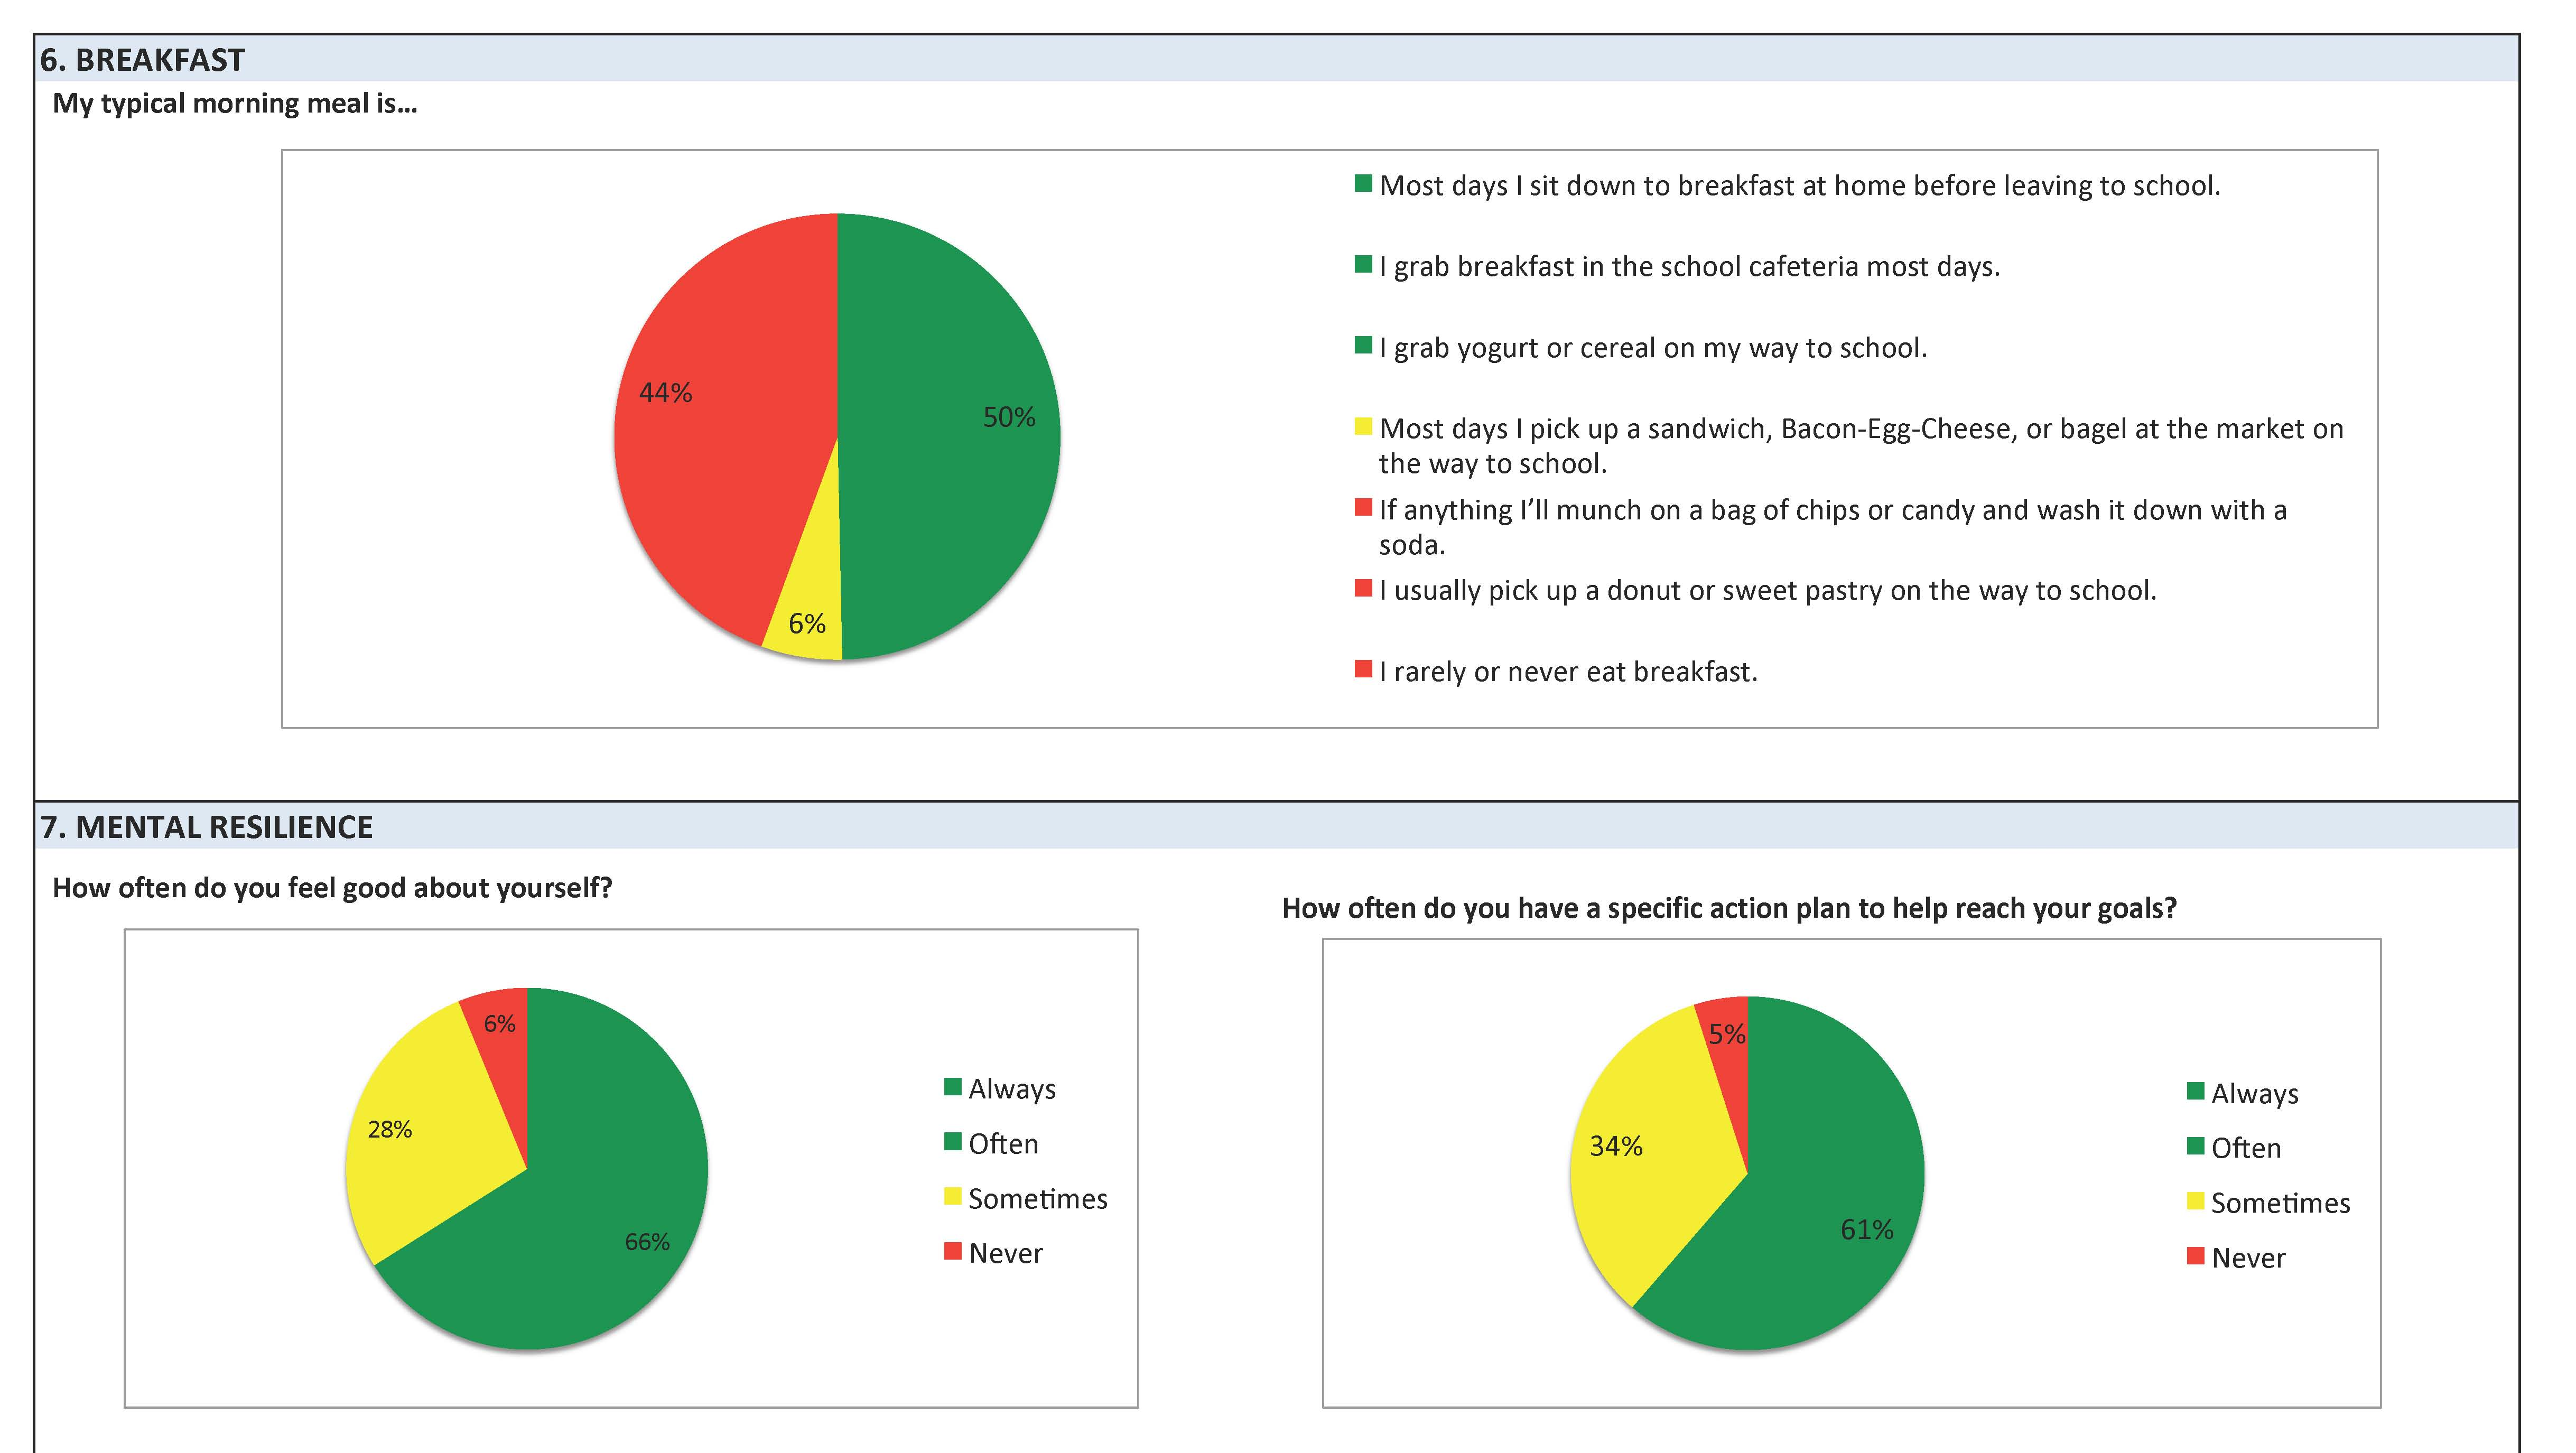 6. BREAKFAST
My typical morning meal is…
44%
50%
6%
Most days I sit down to breakfast at home before leaving to school.
I grab breakfast in the school cafeteria most days.
I grab yogurt or cereal on my way to school.
Most days I pick up a sandwich, Bacon-Egg-Cheese, or bagel at the market on
the way to school.
If anything I’ll munch on a bag of chips or candy and wash it down with a
soda.
I usually pick up a donut or sweet pastry on the way to school.
I rarely or never eat breakfast.
7. MENTAL RESILIENCE
How often do you feel good about yourself?
6%
28%
66%
Always
Often
Sometimes
Never
How often do you have a specific action plan to help reach your goals?
5%
34%
61%
Always
Often
Sometimes
Never